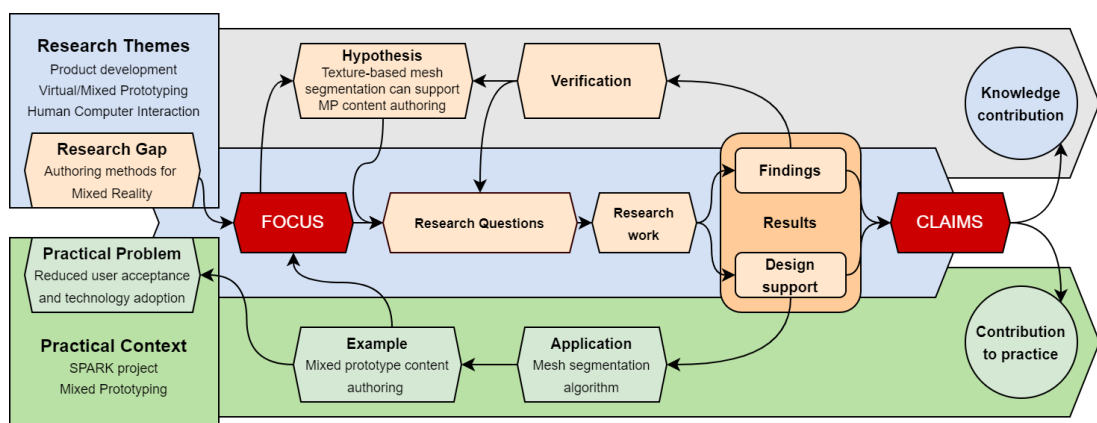 Research Themes
Product development
Virtual/Mixed Prototyping
Human Computer Interaction
Research Gap
Authoring methods for
Mixed Reality
Hypothesis
Texture-based mesh
segmentation can support
MP content authoring
Verification
Knowledge
contribution
FOCUS
Research Questions
Research
work
Findings
Results
Design
support
CLAIMS
Practical Problem
Reduced user acceptance
and technology adoption
Practical Context
SPARK project
Mixed Prototyping
Example
Mixed prototype content
authoring
Application
Mesh segmentation
algorithm
Contribution
to practice